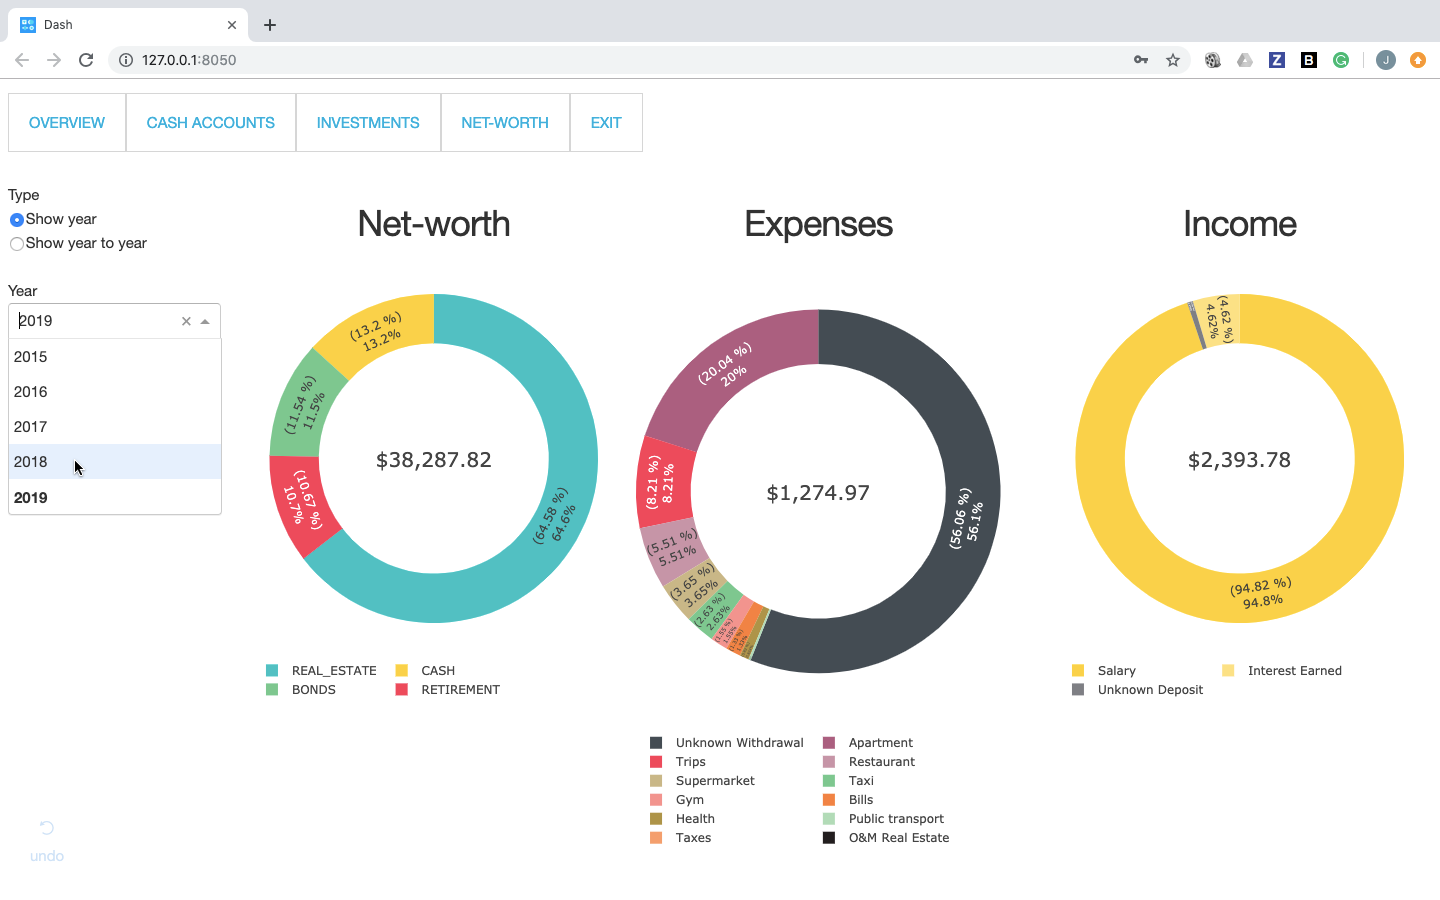 Dash
127.0.0.1:8050
Z
B
G
J
OVERVIEW
CASH ACCOUNTS
INVESTMENTS
NET-WORTH
EXIT
Type
Show year
Show year to year
Year
2019
2015
2016
2017
2018
2019
Net-worth
(13.2 %)
13.2%
(11.54 %)
11.5%
(10.67 %)
10.7%
(64.58 %)
64.6%
$38,287.82
REAL_ESTATE
CASH
BONDS
RETIREMENT
Expenses
(20.04 %)
20%
(8.21 %)
8.21%
(5.51 %)
5.51%
(3.65 %)
3.65%
(2.63 %)
2.63%
(1.55 %)
1.55%
(56.06 %)
56.1%
$1,274.97
Unknown Withdrawal
Apartment
Trips
Restaurant
Supermarket
Taxi
Gym
Bills
Health
Public transport
Taxes
O&M Real Estate
Income
(4.62 %)
4.62%
(94.82 %)
94.8%
$2,393.78
Salary
Interest Earned
Unknown Deposit
undo